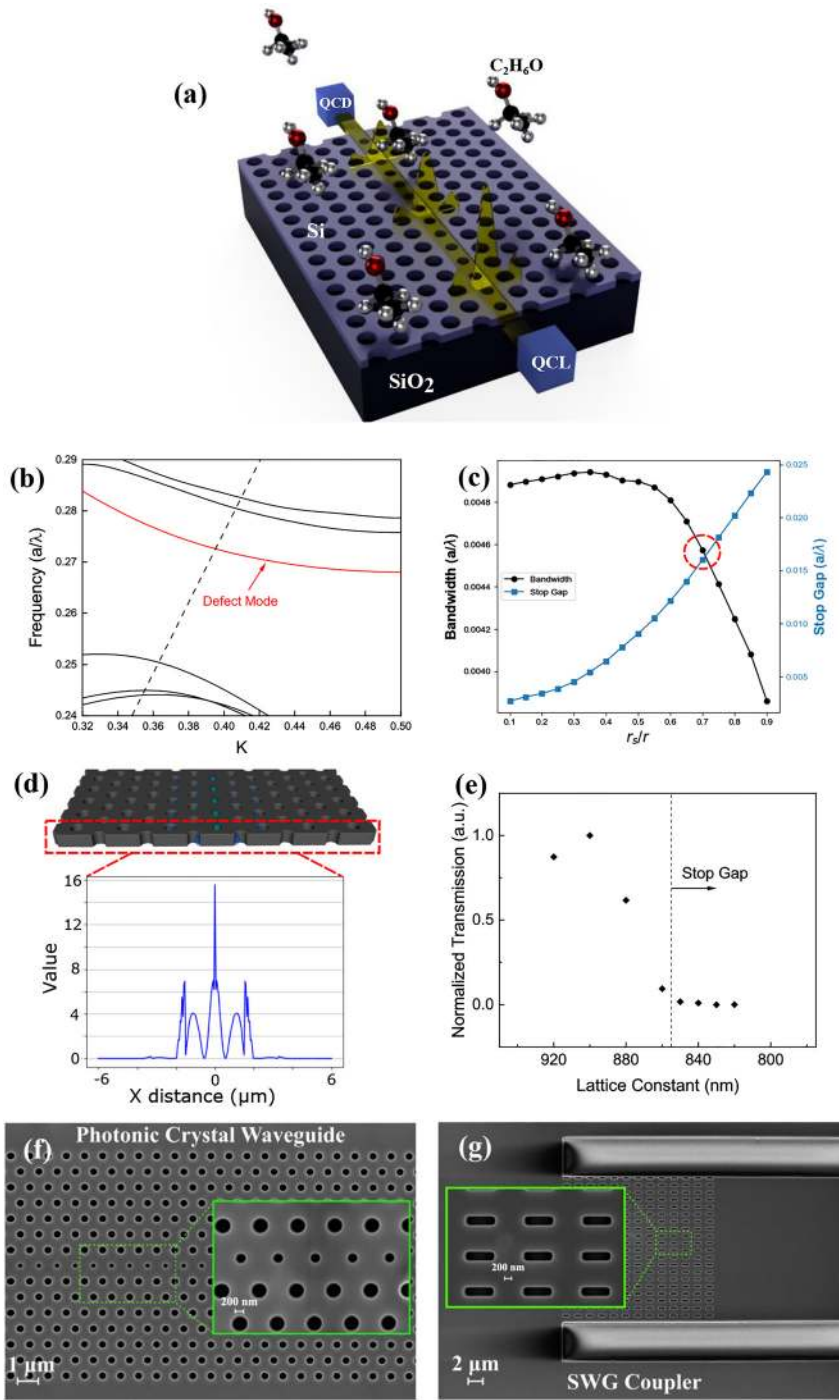 (a)
C₂H₆O
QCD
Si
QCL
SiO₂
(b)
0.29
0.28
0.27
0.26
0.25
0.24
Frequency (a/λ)
Defect Mode
0.32 0.34 0.36 0.38 0.40 0.42 0.44 0.46 0.48 0.50
K
(c)
0.0048
0.0046
0.0044
0.0042
0.0040
Bandwidth (a/λ)
Bandwidth
Stop Gap
0.025
0.020
0.015
0.010
0.005
Stop Gap (a/λ)
0.1 0.2 0.3 0.4 0.5 0.6 0.7 0.8 0.9
rₛ/r
(d)
16
12
8
4
0
Value
-6 0 6
X distance (μm)
(e)
1.0
0.5
0.0
Normalized Transmission (a.u.)
Stop Gap
920 880 840 800
Lattice Constant (nm)
(f)
Photonic Crystal Waveguide
200 nm
1 μm
(g)
200 nm
2 μm
SWG Coupler